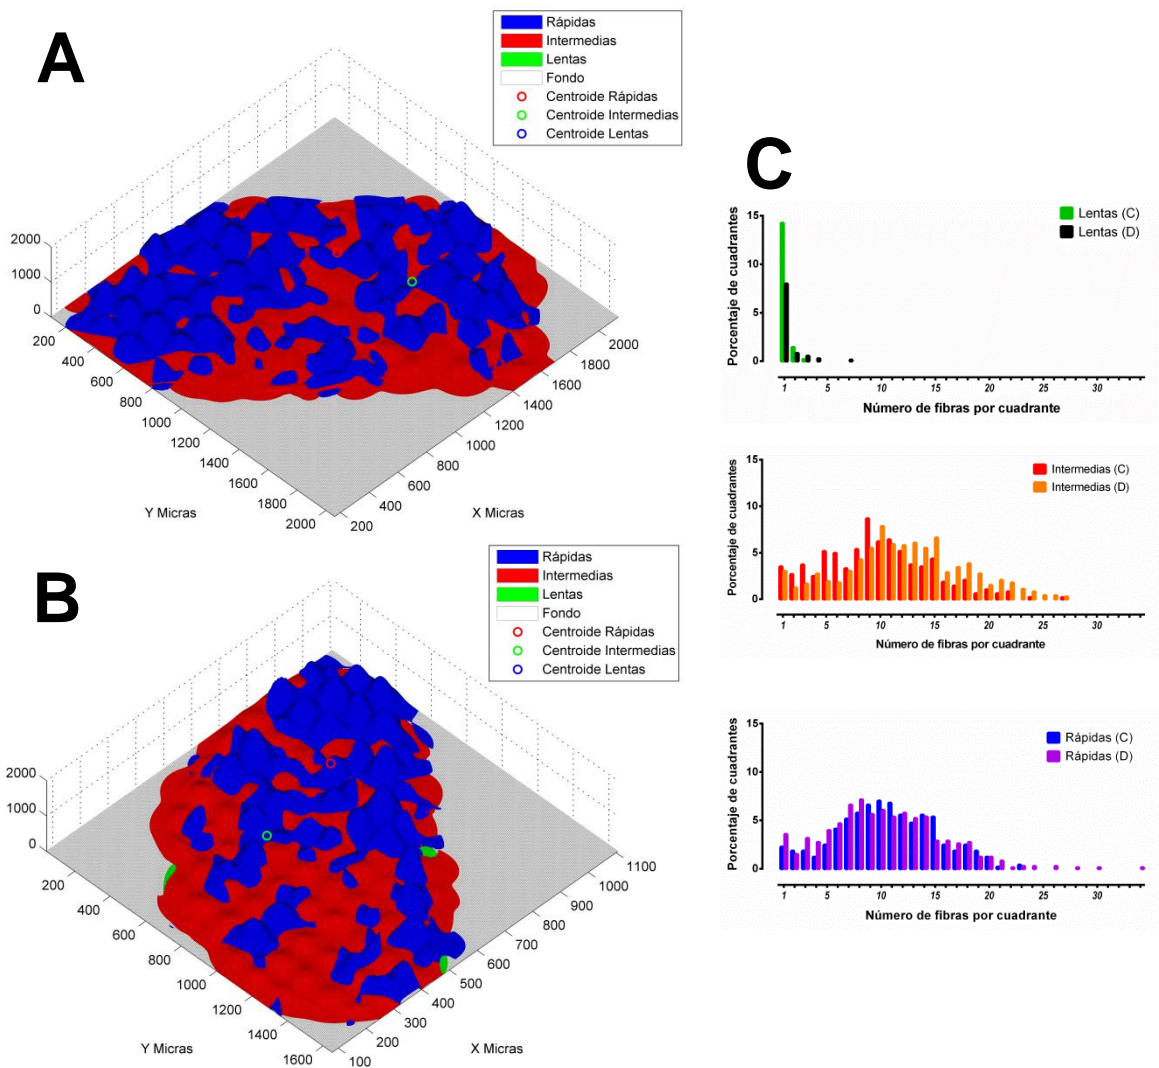 A
Rápidas
Intermedias
Lentas
Fondo
Centroide Rápidas
Centroide Intermedias
Centroide Lentas
2000
1000
0
200
400
600
800
1000
1200
1400
1600
1800
2000
Y Micras
200
400
600
800
1000
1200
1400
1600
1800
2000
X Micras
B
Rápidas
Intermedias
Lentas
Fondo
Centroide Rápidas
Centroide Intermedias
Centroide Lentas
2000
1000
0
200
400
600
800
1000
1200
1400
1600
Y Micras
100
200
300
400
500
600
700
800
900
1000
1100
X Micras
C
Porcentaje de cuadrantes
15
10
5
0
Lentas (C)
Lentas (D)
1 5 10 15 20 25 30
Número de fibras por cuadrante
Porcentaje de cuadrantes
15
10
5
0
Intermedias (C)
Intermedias (D)
1 5 10 15 20 25 30
Número de fibras por cuadrante
Porcentaje de cuadrantes
15
10
5
0
Rápidas (C)
Rápidas (D)
1 5 10 15 20 25 30
Número de fibras por cuadrante